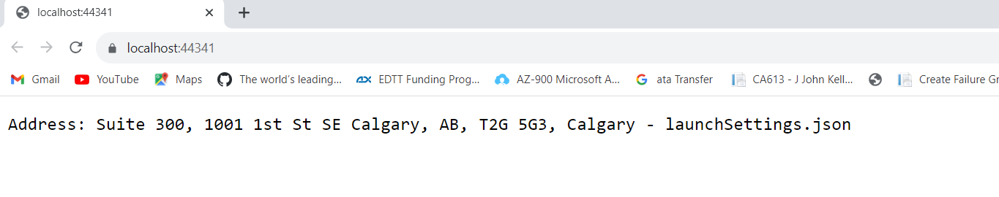 localhost:44341
localhost:44341
Gmail YouTube Maps The world's leading... EDTT Funding Prog... AZ-900 Microsoft A... ata Transfer CA613 - J John Kell... Create Failure Gr
Address: Suite 300, 1001 1st St SE Calgary, AB, T2G 5G3, Calgary - launchSettings.json